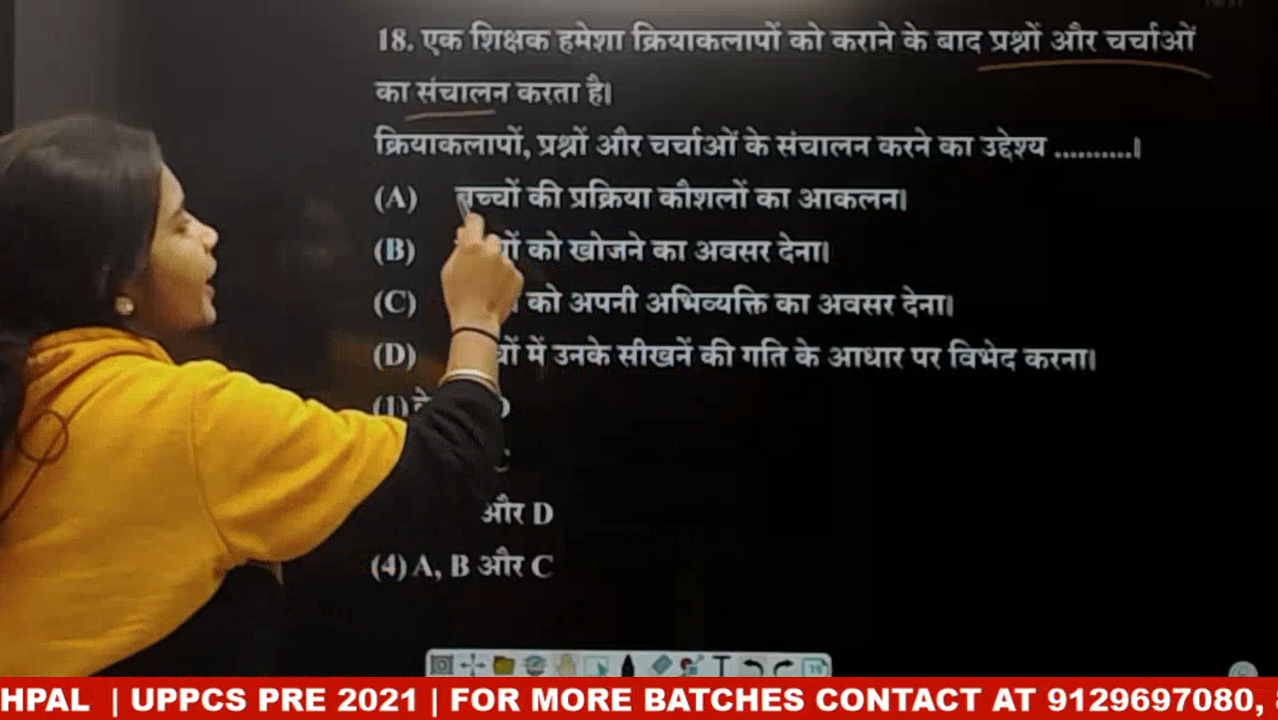 18. एक शिक्षक हमेशा क्रियाकलापों को कराने के बाद प्रश्नों और चर्चाओं
का संचालन करता है।
क्रियाकलापों, प्रश्नों और चर्चाओं के संचालन करने का उद्देश्य ..........।
(A) बच्चों की प्रक्रिया कौशलों का आकलन।
(B) को खोजने का अवसर देना।
(C) को अपनी अभिव्यक्ति का अवसर देना।
(D) में उनके सीखनें की गति के आधार पर विभेद करना।
(1)
C
और D
(4) A, B और C
HPAL | UPPCS PRE 2021 | FOR MORE BATCHES CONTACT AT 9129697080,